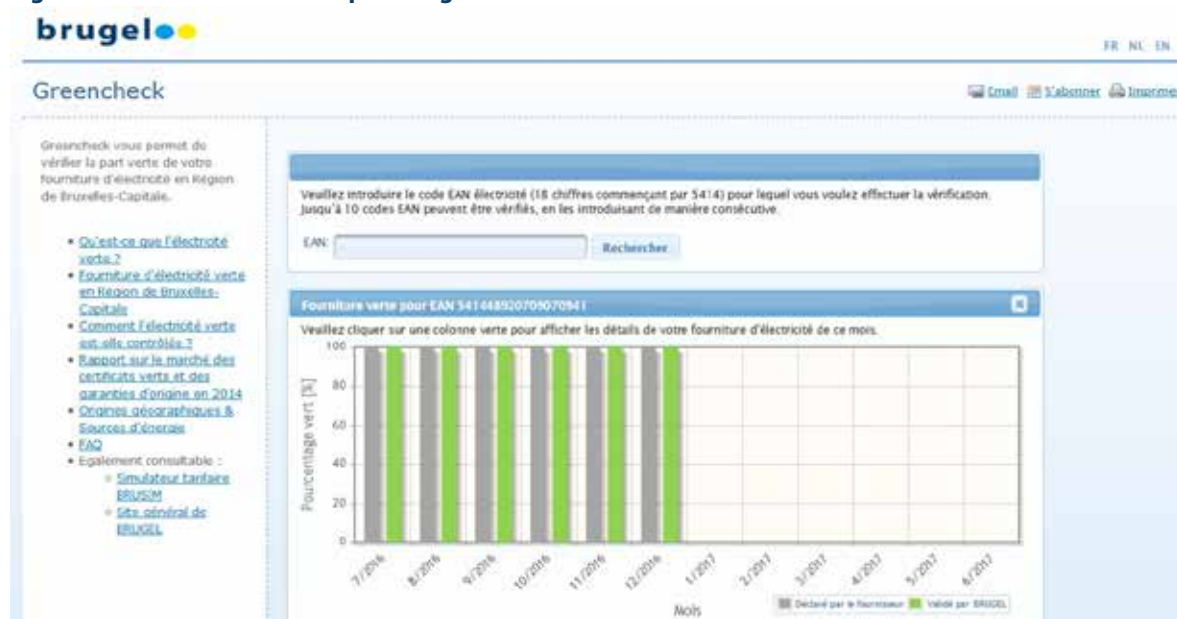 brugel
FR NL EN
Greencheck
Email S'abonner Imprimer
Greencheck vous permet de
vérifier la part verte de votre
fourniture d'électricité en Région
de Bruxelles-Capitale.
• Qu'est-ce que l'électricité
verte ?
• Fourniture d'électricité verte
en Région de Bruxelles-
Capitale
• Comment l'électricité verte
est-elle contrôlée ?
• Rapport sur le marché des
certificats verts et des
garanties d'origine en 2014
• Origines géographiques &
Sources d'énergie
• FAQ
• Egalement consultable :
Simulateur tarifaire
BRUSIM
Site général de
BRUGEL
Veuillez introduire le code EAN électricité (18 chiffres commençant par 5414) pour lequel vous voulez effectuer la vérification.
Jusqu'à 10 codes EAN peuvent être vérifiés, en les introduisant de manière consécutive.
EAN: Rechercher
Fourniture verte pour EAN 541448920709070941
Veuillez cliquer sur une colonne verte pour afficher les détails de votre fourniture d'électricité de ce mois.
Pourcentage vert [%]
100
80
60
40
20
0
7/2016 8/2016 9/2016 10/2016 11/2016 12/2016 1/2017 2/2017 3/2017 4/2017 5/2017 6/2017
Mois
Déclaré par le fournisseur Validé par BRUGEL